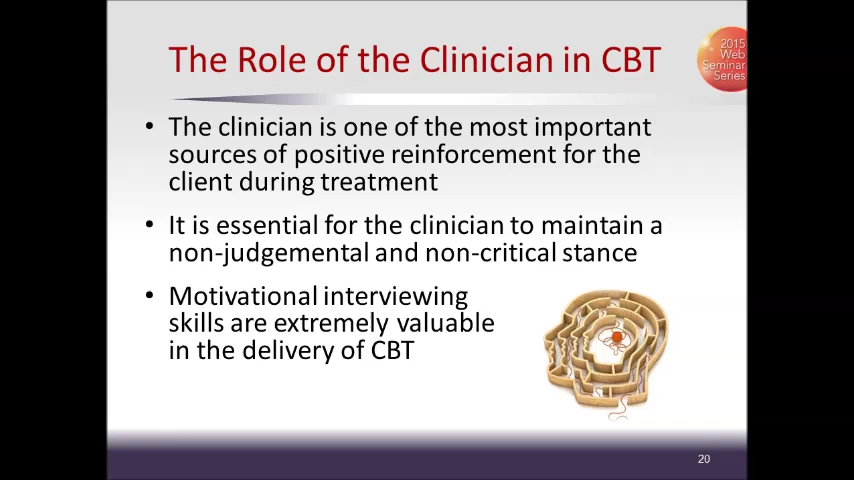 The Role of the Clinician in CBT
2015
Web
Seminar
Series
• The clinician is one of the most important
sources of positive reinforcement for the
client during treatment
• It is essential for the clinician to maintain a
non-judgemental and non-critical stance
• Motivational interviewing
skills are extremely valuable
in the delivery of CBT
20